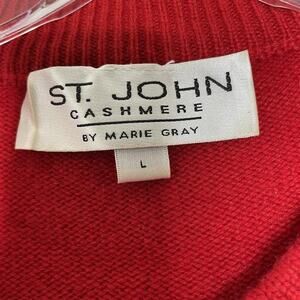 ST. JOHN
CASHMERE
BY MARIE GRAY
L